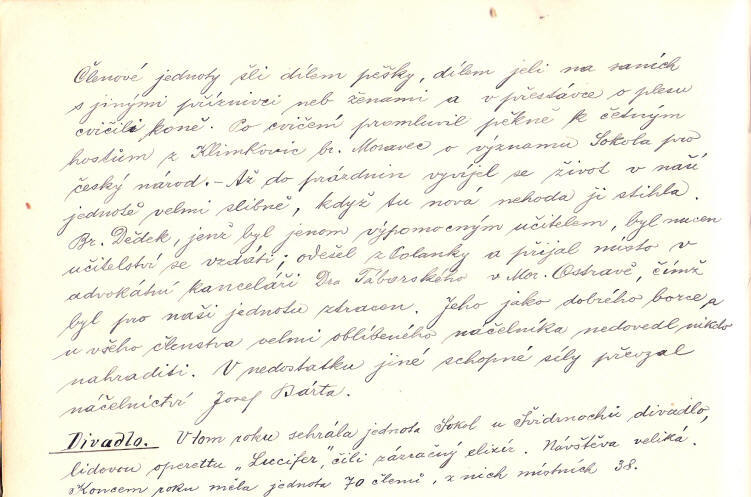 Členové jednoty šli dílem pěšky, dílem jeli na saních
s jinými příznivci neb ženami a v přestávce o plesu
cvičili koně. Po cvičení promluvil pěkně k četným
hostům z Klimkovic br. Moravec o významu Sokola pro
český národ. – Až do prázdnin vyvíjel se život v naší
jednotě velmi slibně, když tu nová nehoda ji stihla.
Br. Dědek, jenž byl jenom výpomocným učitelem, byl nucen
učitelství se vzdáti; odešel z Polanky a přijal místo v
advokátní kanceláři Dra Táborského v Mor. Ostravě, čímž
byl pro naši jednotu ztracen. Jeho jako dobrého borce a
u všeho členstva velmi oblíbeného náčelníka nedovedl nikdo
nahraditi. V nedostatku jiné schopné síly převzal
náčelnictví Josef Bárta.
Divadlo. V tom roku sehrála jednota Sokol u Švidrnochů divadlo,
lidovou operettu „Luccifer", čili zázračný elixír. Návštěva veliká.
Koncem roku měla jednota 70 členů, z nich místních 38.